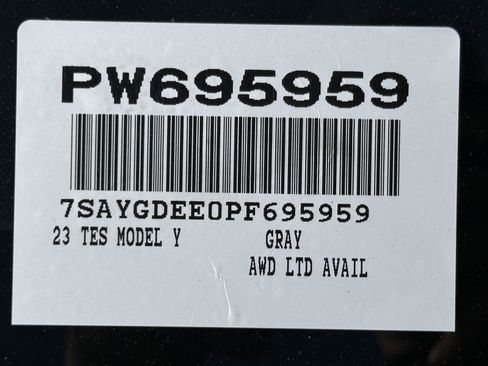 PW695959
7SAYGDEE0PF695959
23 TES MODEL Y GRAY
AWD LTD AVAIL